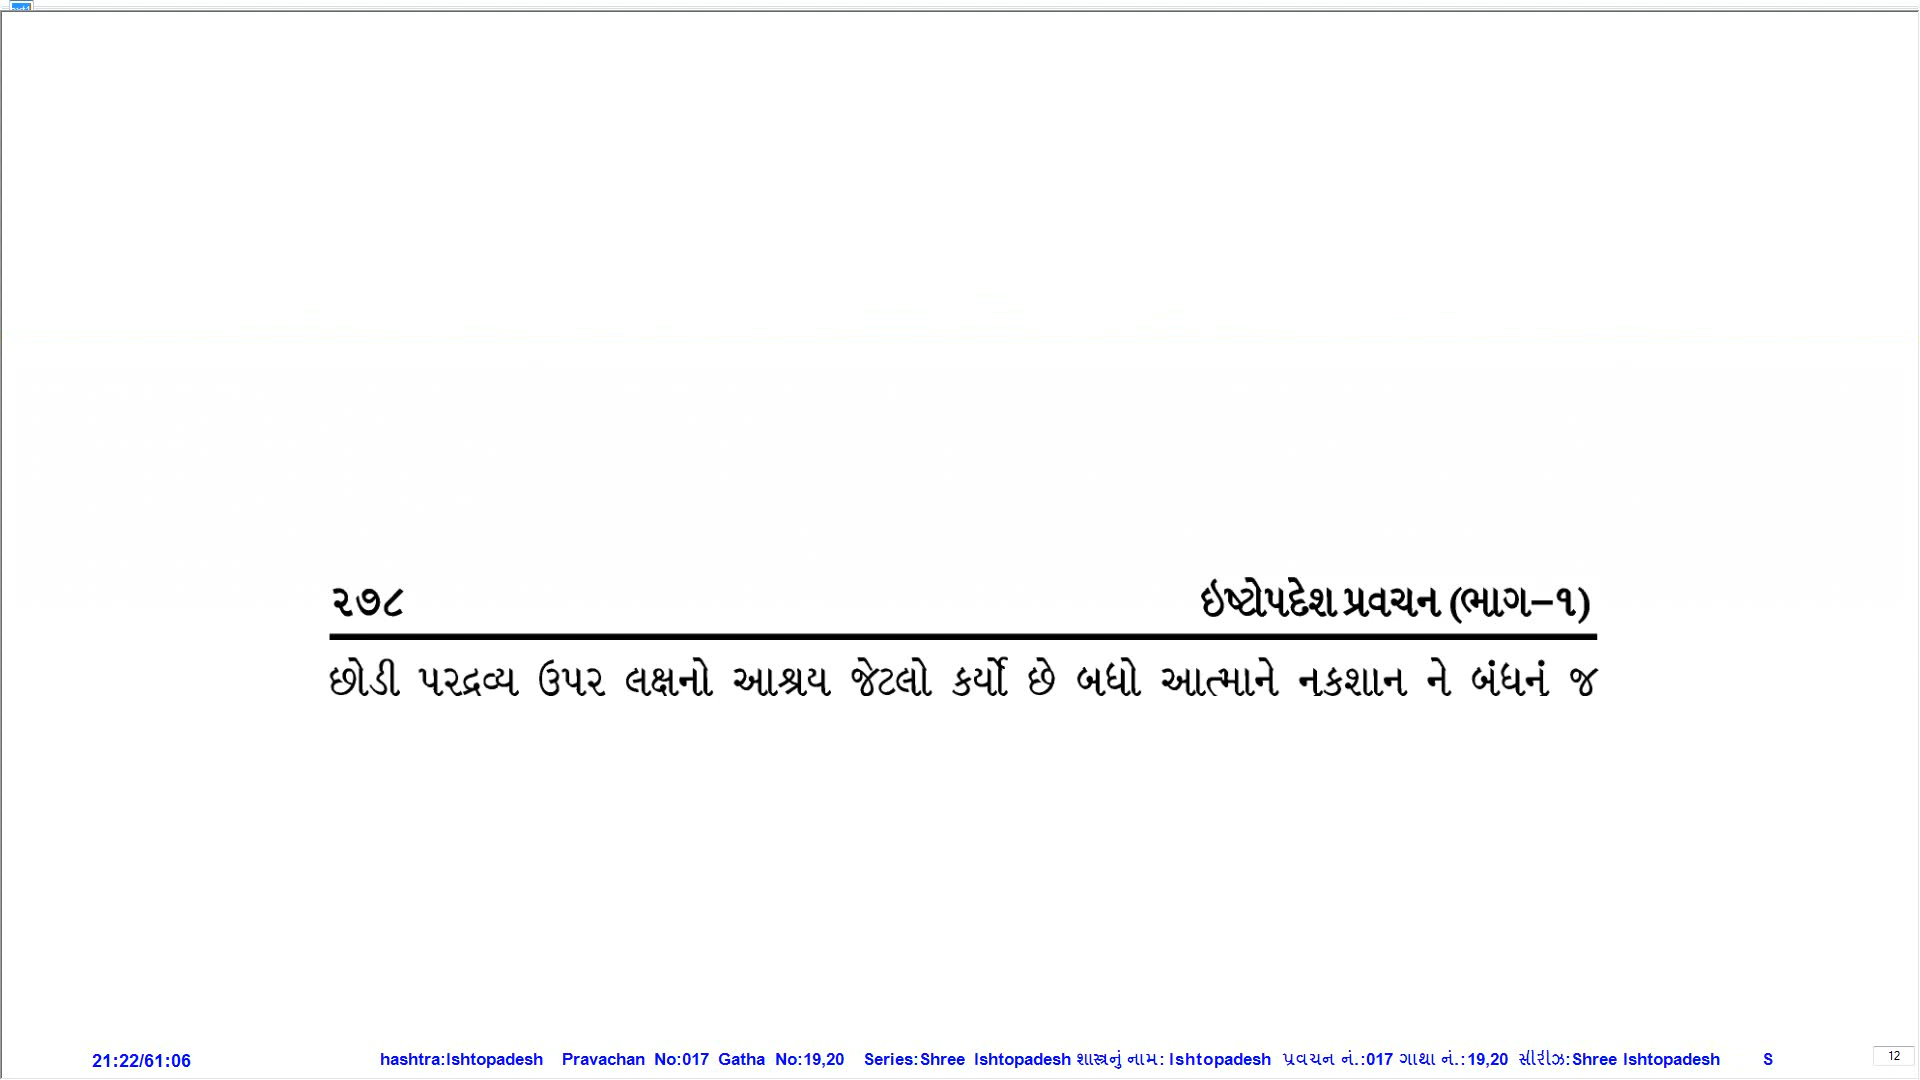 ૨૭૮ ઇષ્ટોપદેશ પ્રવચન (ભાગ–૧)
છોડી પરદ્રવ્ય ઉપર લક્ષનો આશ્રય જેટલો કર્યો છે બધો આત્માને નુકશાન ને બંધનું જ
21:22/61:06 hashtra:Ishtopadesh Pravachan No:017 Gatha No:19,20 Series:Shree Ishtopadesh શાસ્ત્રનું નામ: Ishtopadesh પ્રવચન નં.:017 ગાથા નં.:19,20 સીરીઝ:Shree Ishtopadesh S 12